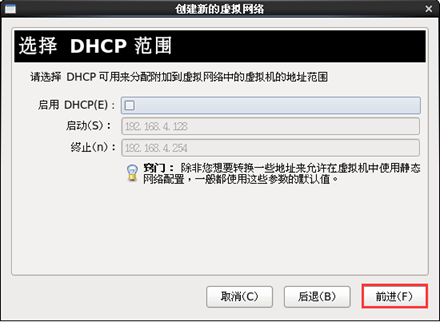 创建新的虚拟网络
选择 DHCP 范围
请选择 DHCP 可用来分配附加到虚拟网络中的虚拟机的地址范围
启用 DHCP(E)：
启动(S)： 192.168.4.128
终止(n)： 192.168.4.254
窍门： 除非您想要转换一些地址来允许在虚拟机中使用静态
网络配置，一般都使用这些参数的默认值。
取消(C) 后退(B) 前进(F)